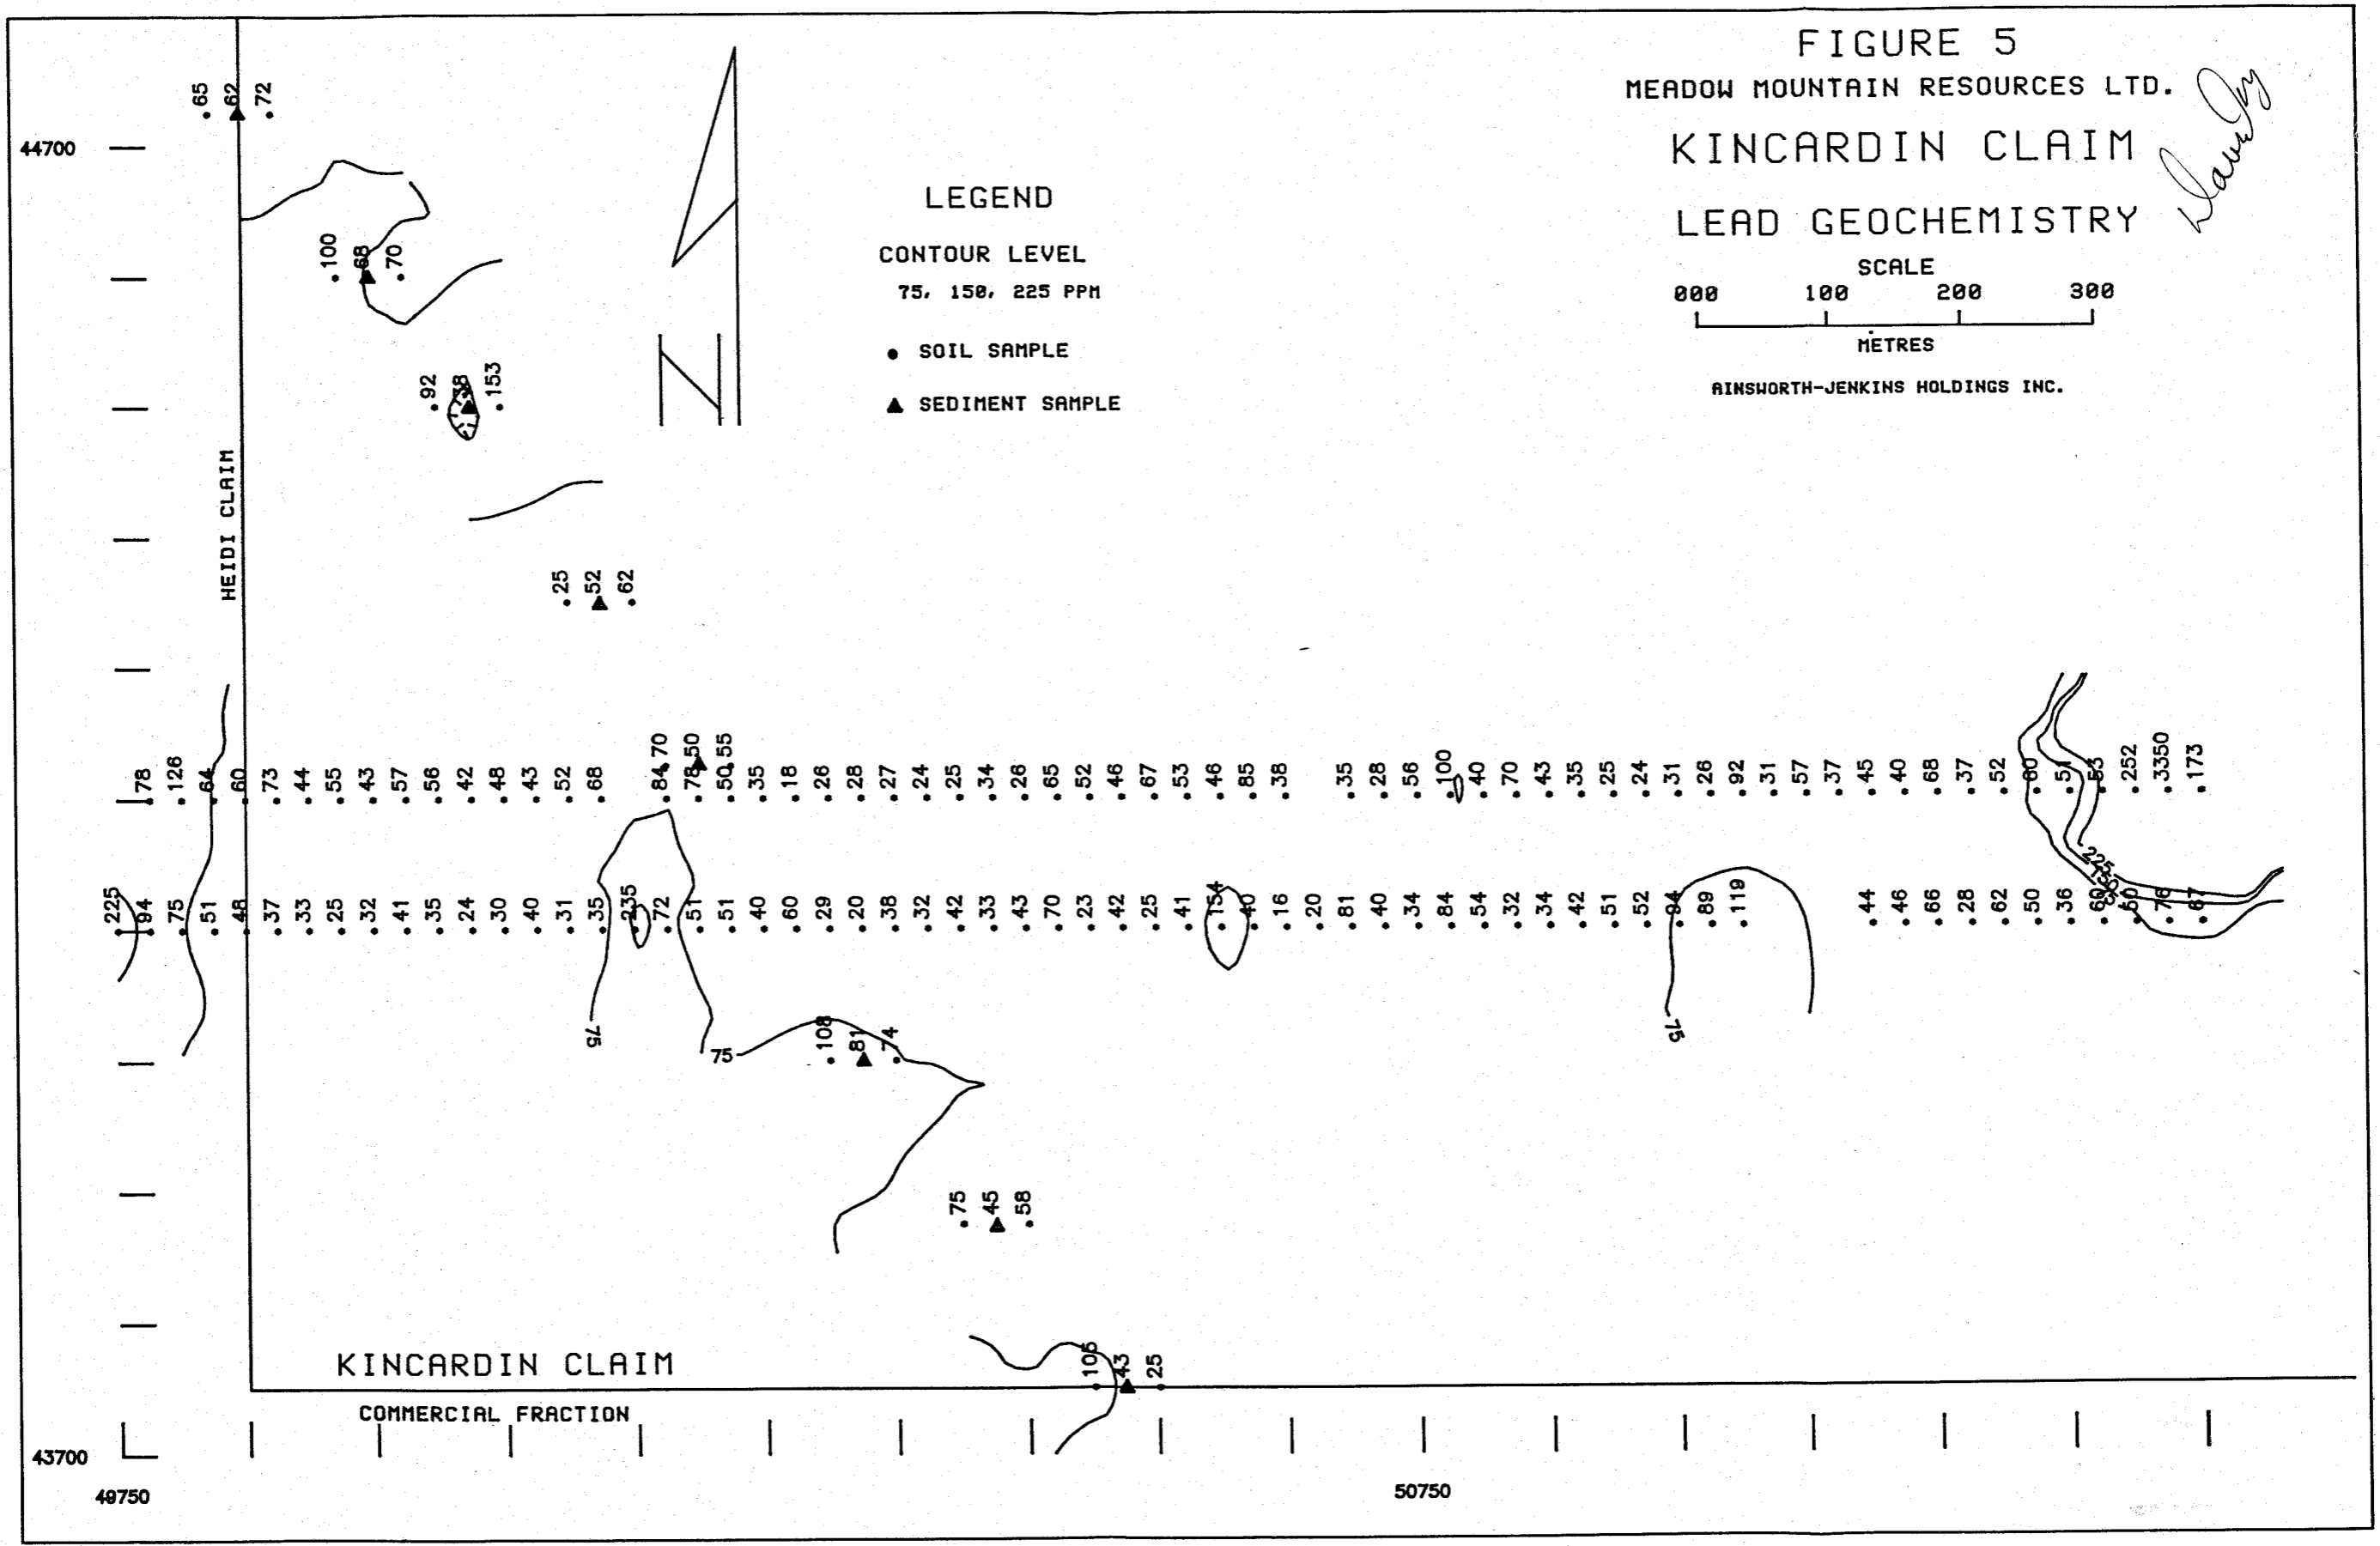 FIGURE 5
MEADOW MOUNTAIN RESOURCES LTD.
KINCARDIN CLAIM
LEAD GEOCHEMISTRY
SCALE
000 100 200 300
METRES
AINSWORTH-JENKINS HOLDINGS INC.
LEGEND
CONTOUR LEVEL
75, 150, 225 PPM
SOIL SAMPLE
SEDIMENT SAMPLE
N
65 62 72
44700
100 68 70
92 38 153
HEIDI CLAIM
25 52 62
70 50 55
78 126 64 60 73 44 55 43 57 56 42 48 43 52 68 84 78 50 35 18 26 28 27 24 25 34 26 65 52 46 67 53 46 85 38 35 28 56 100 40 70 43 35 25 24 31 26 92 31 57 37 45 40 68 37 52 80 51 53 252 3350 173
225 94 75 51 48 37 33 25 32 41 35 24 30 40 31 35 235 72 51 51 40 60 29 20 38 32 42 33 43 70 23 42 25 41 154 40 16 20 81 40 34 84 54 32 34 42 51 52 94 89 119 44 46 66 28 62 50 36 60 50 76 67
225
150
75
75
75
108 81 74
75 45 58
105 43 25
KINCARDIN CLAIM
COMMERCIAL FRACTION
43700
49750
50750